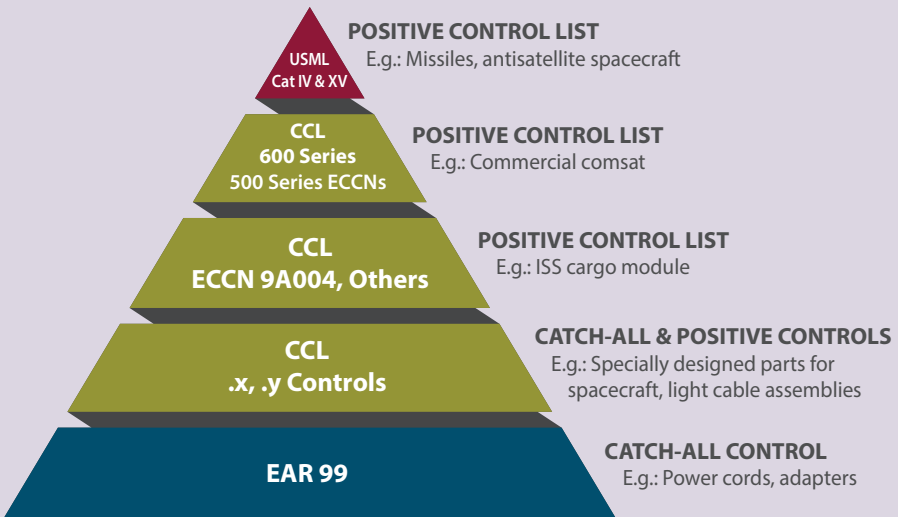 USML
Cat IV & XV
POSITIVE CONTROL LIST
E.g.: Missiles, antisatellite spacecraft
CCL
600 Series
500 Series ECCNs
POSITIVE CONTROL LIST
E.g.: Commercial comsat
CCL
ECCN 9A004, Others
POSITIVE CONTROL LIST
E.g.: ISS cargo module
CCL
.x, .y Controls
CATCH-ALL & POSITIVE CONTROLS
E.g.: Specially designed parts for
spacecraft, light cable assemblies
EAR 99
CATCH-ALL CONTROL
E.g.: Power cords, adapters